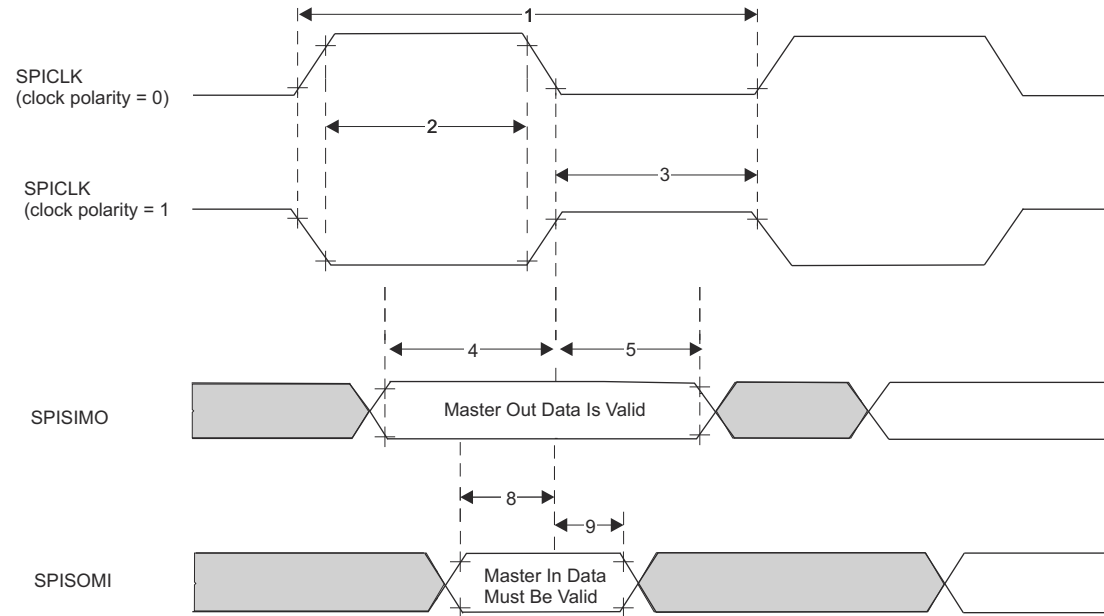 1
SPICLK
(clock polarity = 0)
2
3
SPICLK
(clock polarity = 1
4
5
SPISIMO
Master Out Data Is Valid
8
9
SPISOMI
Master In Data
Must Be Valid